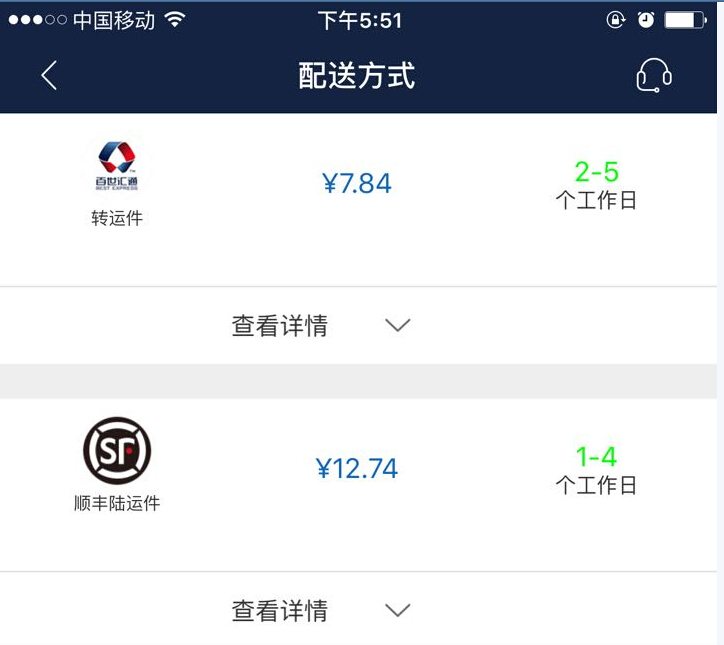 中国移动
下午5:51
配送方式
百世汇通
BEST EXPRESS
转运件
¥7.84
2-5
个工作日
查看详情
SF
顺丰陆运件
¥12.74
1-4
个工作日
查看详情